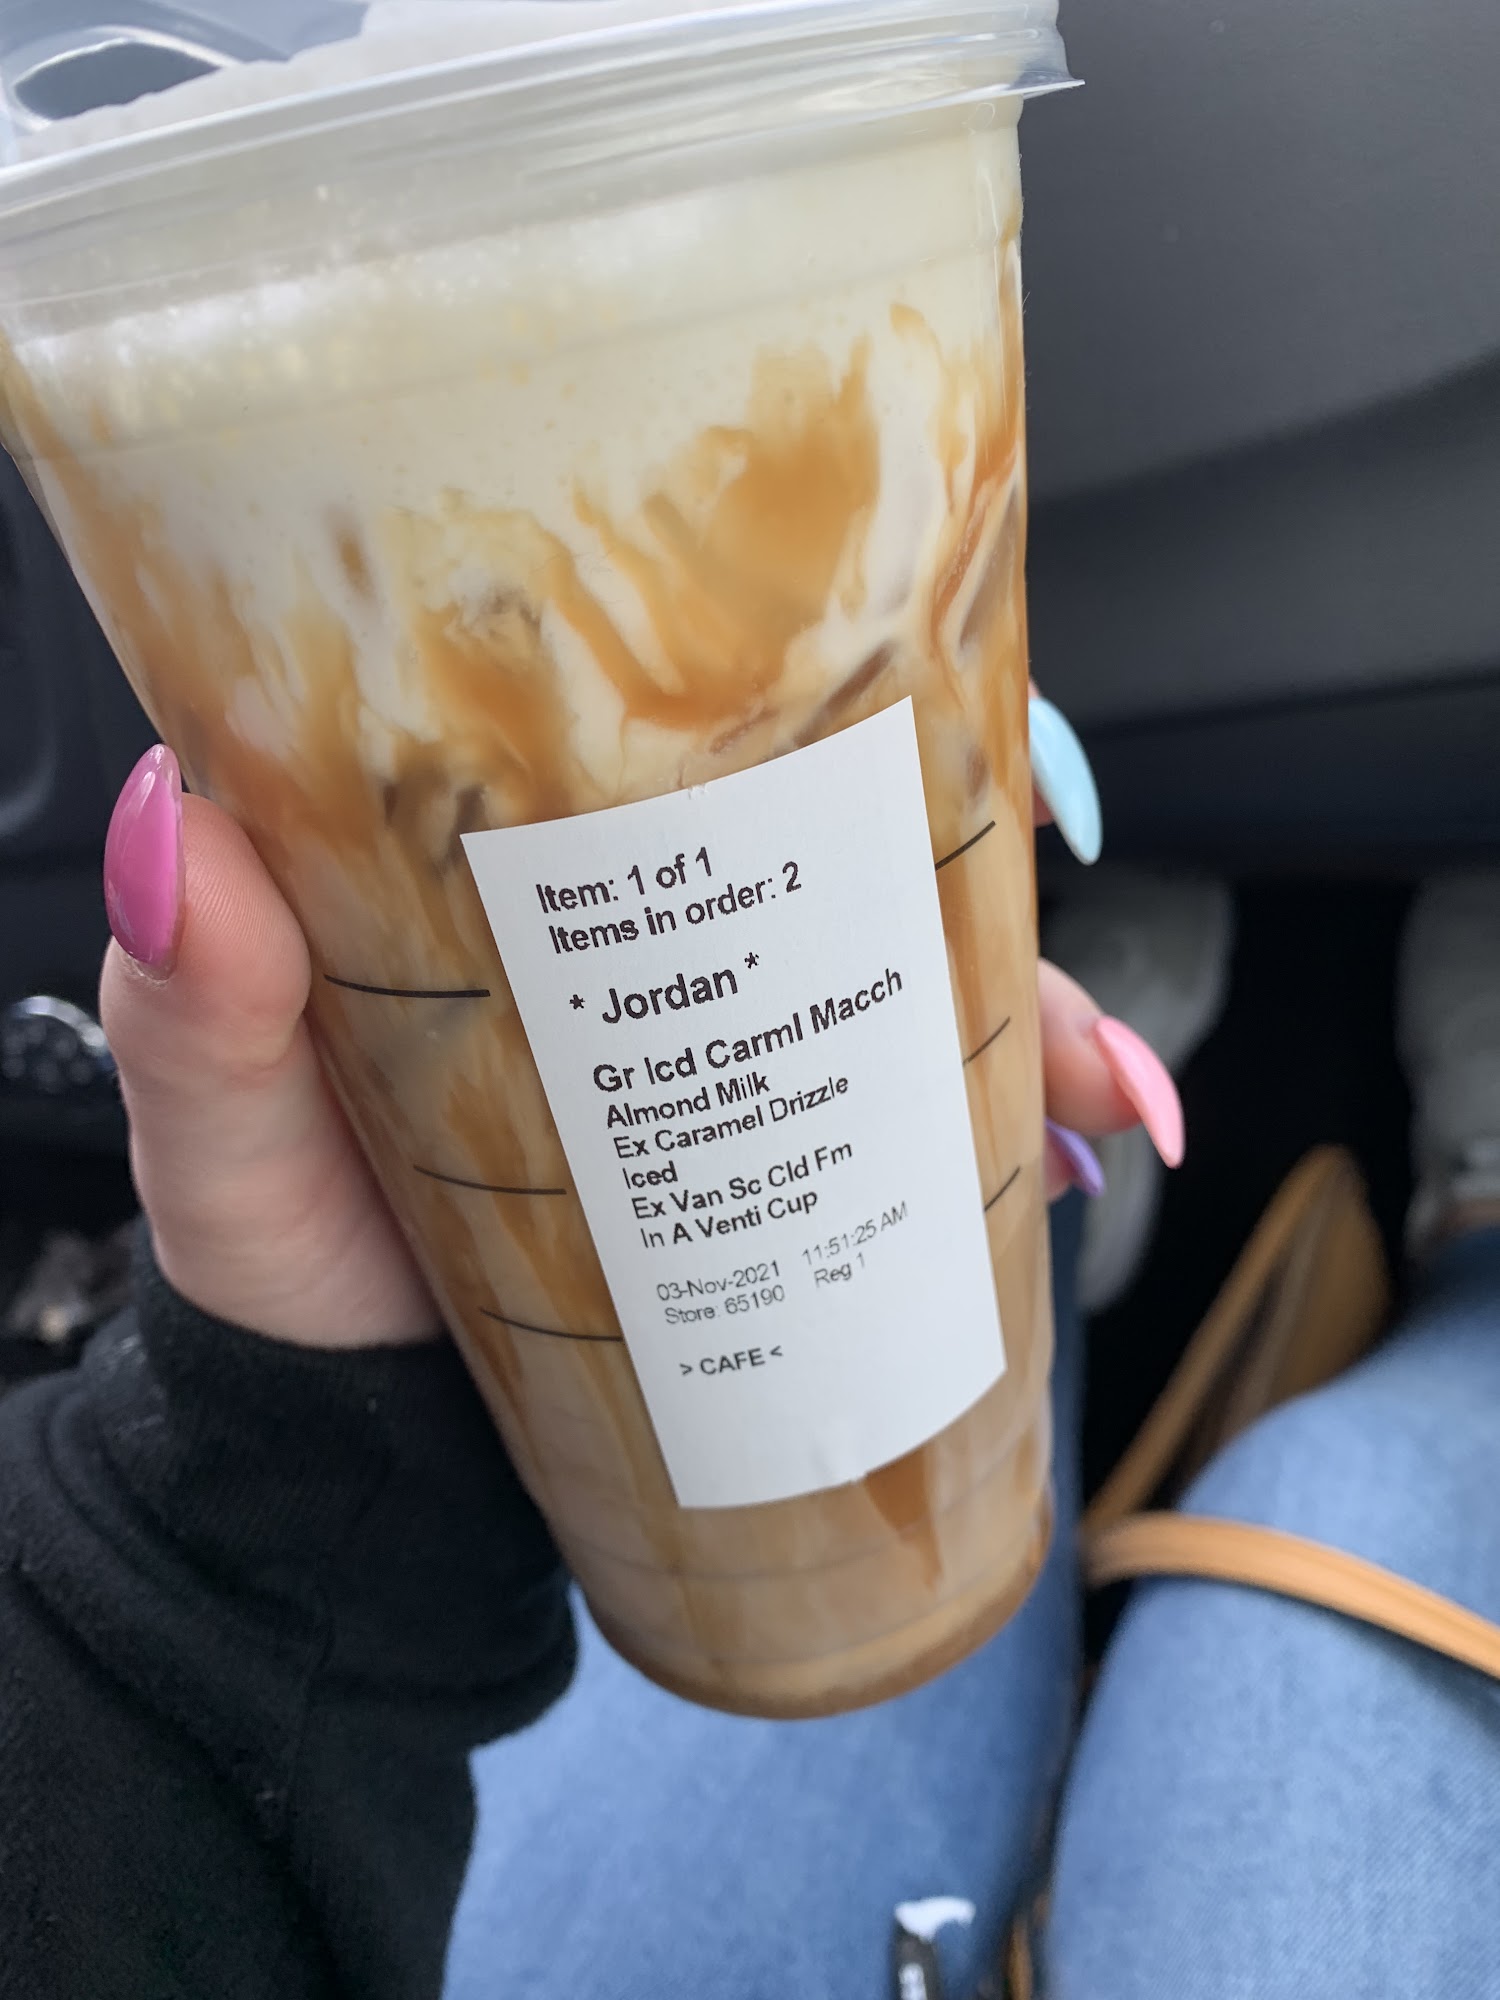 Item: 1 of 1
Items in order: 2
* Jordan *
Gr Icd Carml Macch
Almond Milk
Ex Caramel Drizzle
Iced
Ex Van Sc Cld Fm
In A Venti Cup
03-Nov-2021 11:51:25 AM
Store: 65190 Reg 1
> CAFE <